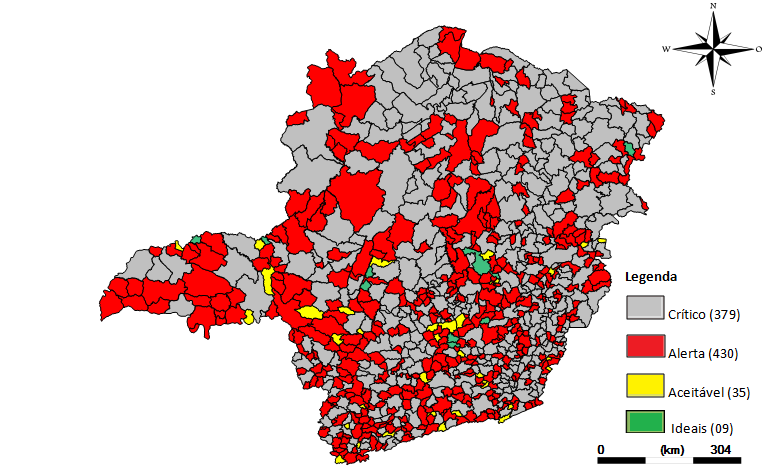 N
W
O
S
Legenda
Crítico (379)
Alerta (430)
Aceitável (35)
Ideais (09)
0 (km) 304